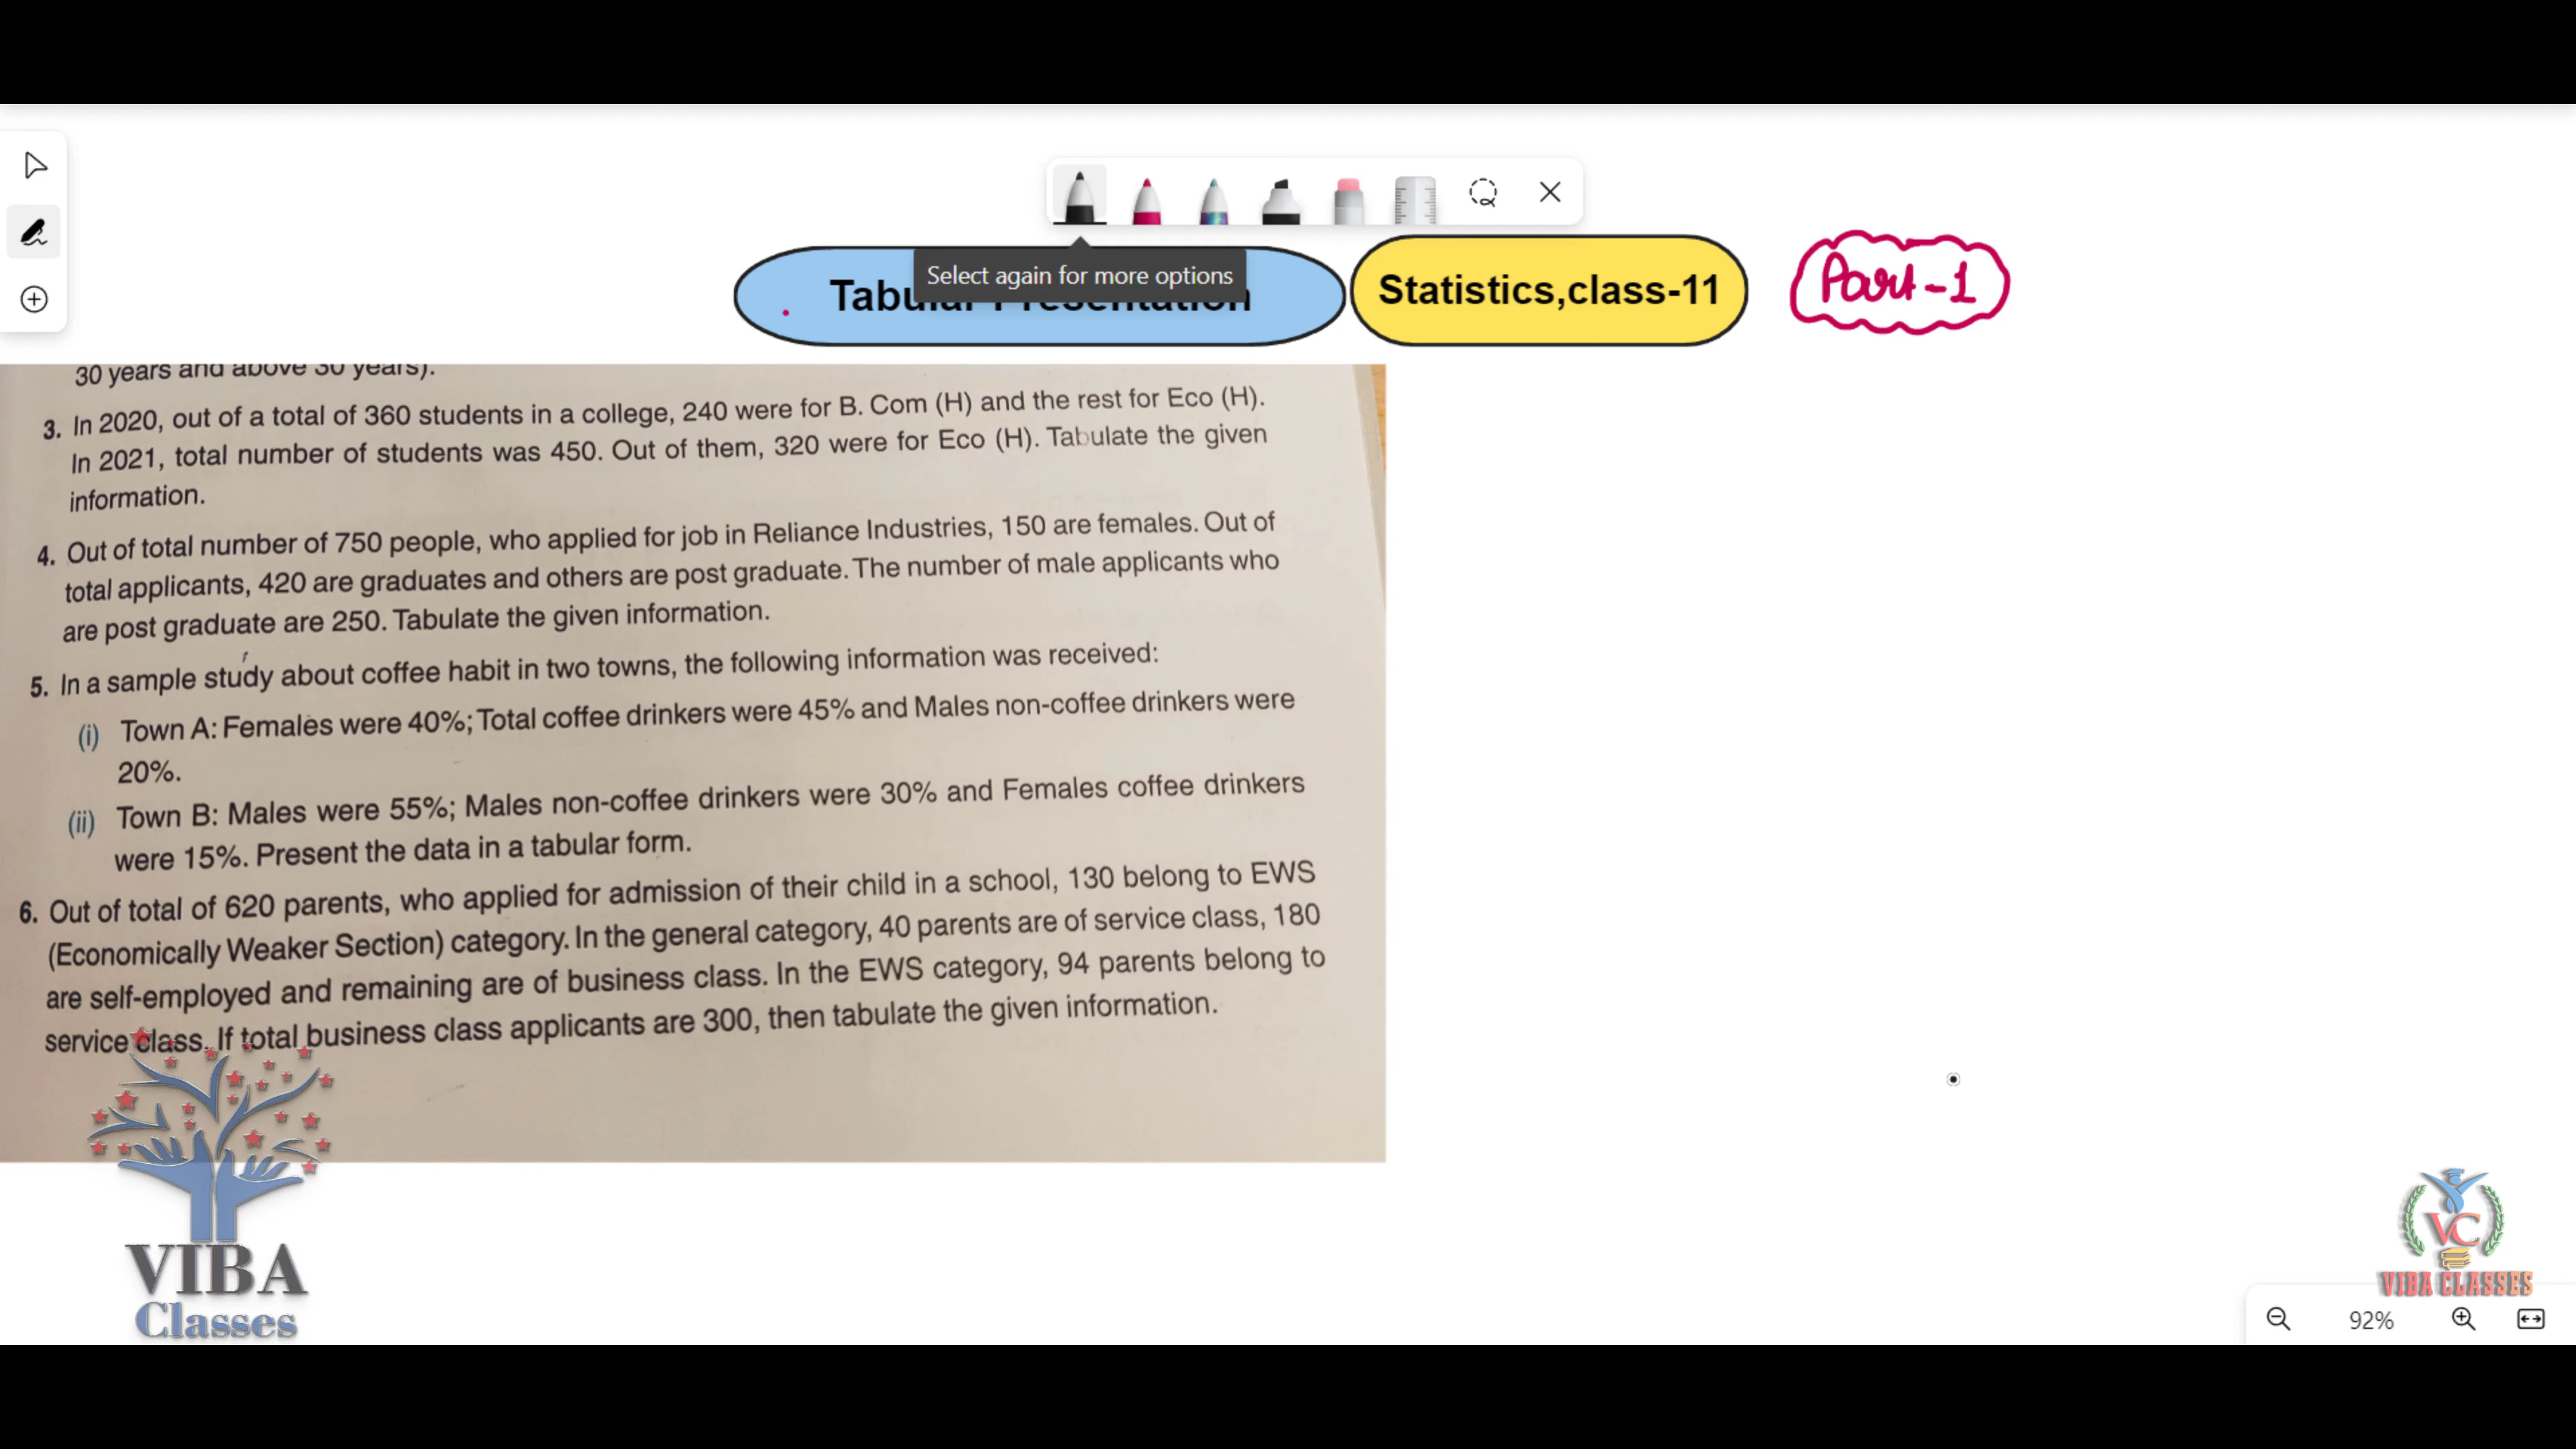 Select again for more options
Tabular Presentation
Statistics,class-11
Part-1
30 years and above 30 years).
3. In 2020, out of a total of 360 students in a college, 240 were for B. Com (H) and the rest for Eco (H).
In 2021, total number of students was 450. Out of them, 320 were for Eco (H). Tabulate the given
information.
4. Out of total number of 750 people, who applied for job in Reliance Industries, 150 are females. Out of
total applicants, 420 are graduates and others are post graduate. The number of male applicants who
are post graduate are 250. Tabulate the given information.
5. In a sample study about coffee habit in two towns, the following information was received:
(i) Town A: Females were 40%; Total coffee drinkers were 45% and Males non-coffee drinkers were
20%.
(ii) Town B: Males were 55%; Males non-coffee drinkers were 30% and Females coffee drinkers
were 15%. Present the data in a tabular form.
6. Out of total of 620 parents, who applied for admission of their child in a school, 130 belong to EWS
(Economically Weaker Section) category. In the general category, 40 parents are of service class, 180
are self-employed and remaining are of business class. In the EWS category, 94 parents belong to
service class. If total business class applicants are 300, then tabulate the given information.
VIBA
Classes
VC
VIBA CLASSES
92%